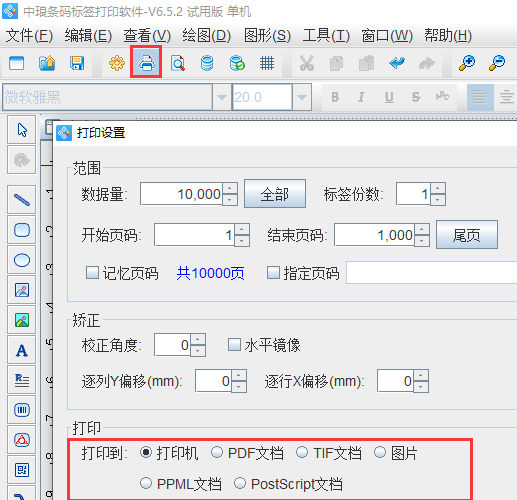 中琅条码标签打印软件-V6.5.2 试用版 单机
文件(F) 编辑(E) 查看(V) 绘图(D) 图形(S) 工具(T) 窗口(W) 帮助(H)
微软雅黑 20.0 B I U S ABC
打印设置
范围
数据量: 10,000 全部 标签份数: 1
开始页码: 1 结束页码: 1,000 尾页
记忆页码 共10000页 指定页码
矫正
校正角度: 0 水平镜像
逐列Y偏移(mm): 0 逐行X偏移(mm): 0
打印
打印到: 打印机 PDF文档 TIF文档 图片
PPML文档 PostScript文档